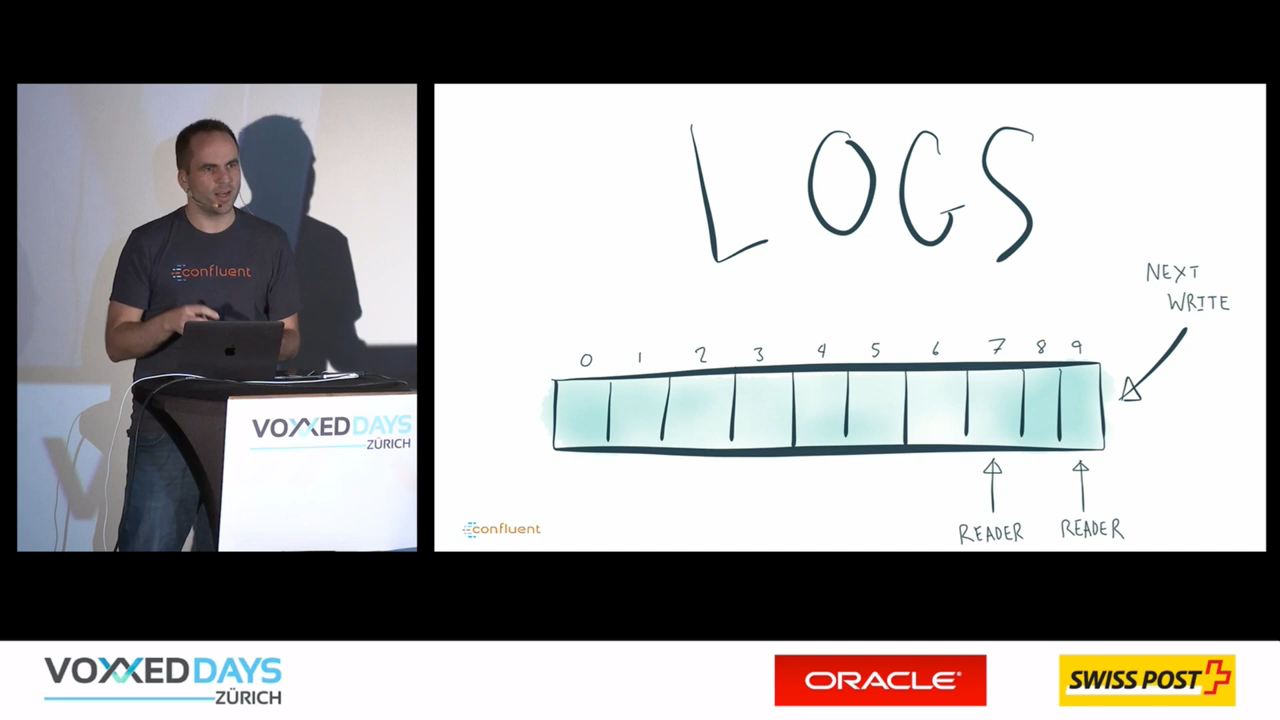 confluent
VOXXED DAYS
ZÜRICH
LOGS
NEXT
WRITE
0 1 2 3 4 5 6 7 8 9
READER READER
confluent
VOXXED DAYS
ZÜRICH
ORACLE®
SWISS POST